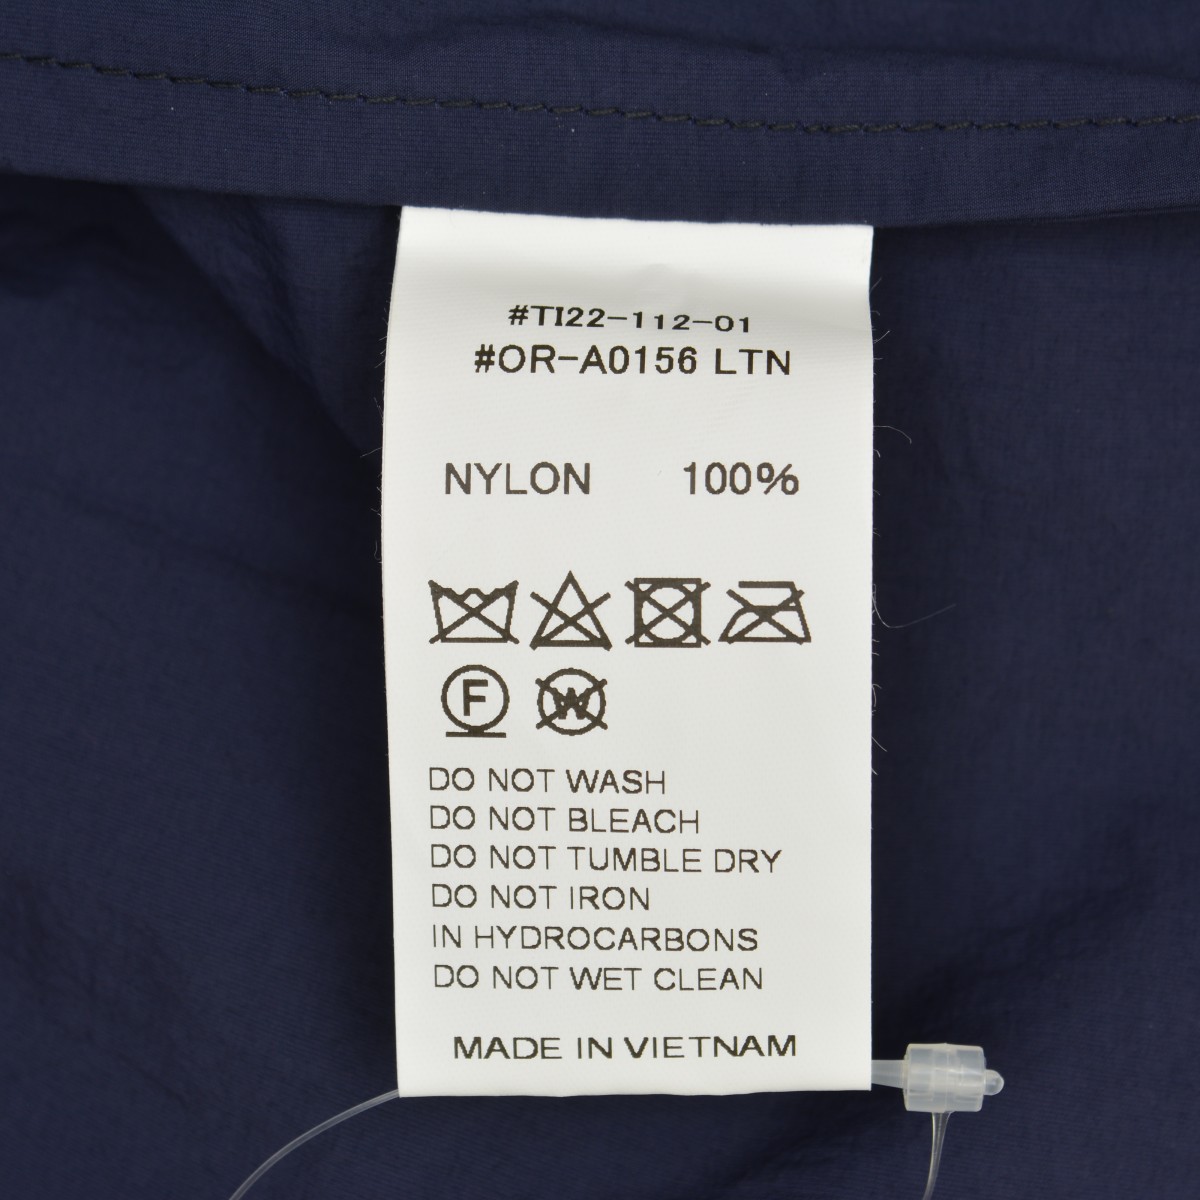 #TI22-112-01
#OR-A0156 LTN
NYLON 100%
F W
DO NOT WASH
DO NOT BLEACH
DO NOT TUMBLE DRY
DO NOT IRON
IN HYDROCARBONS
DO NOT WET CLEAN
MADE IN VIETNAM